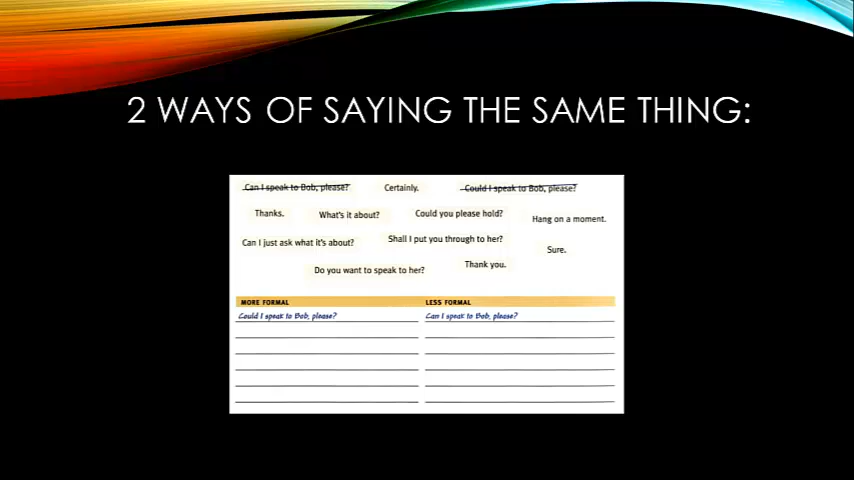 2 WAYS OF SAYING THE SAME THING:
Can I speak to Bob, please? Certainly. Could I speak to Bob, please?
Thanks. What's it about? Could you please hold? Hang on a moment.
Can I just ask what it's about? Shall I put you through to her? Sure.
Do you want to speak to her? Thank you.
MORE FORMAL LESS FORMAL
Could I speak to Bob, please? Can I speak to Bob, please?